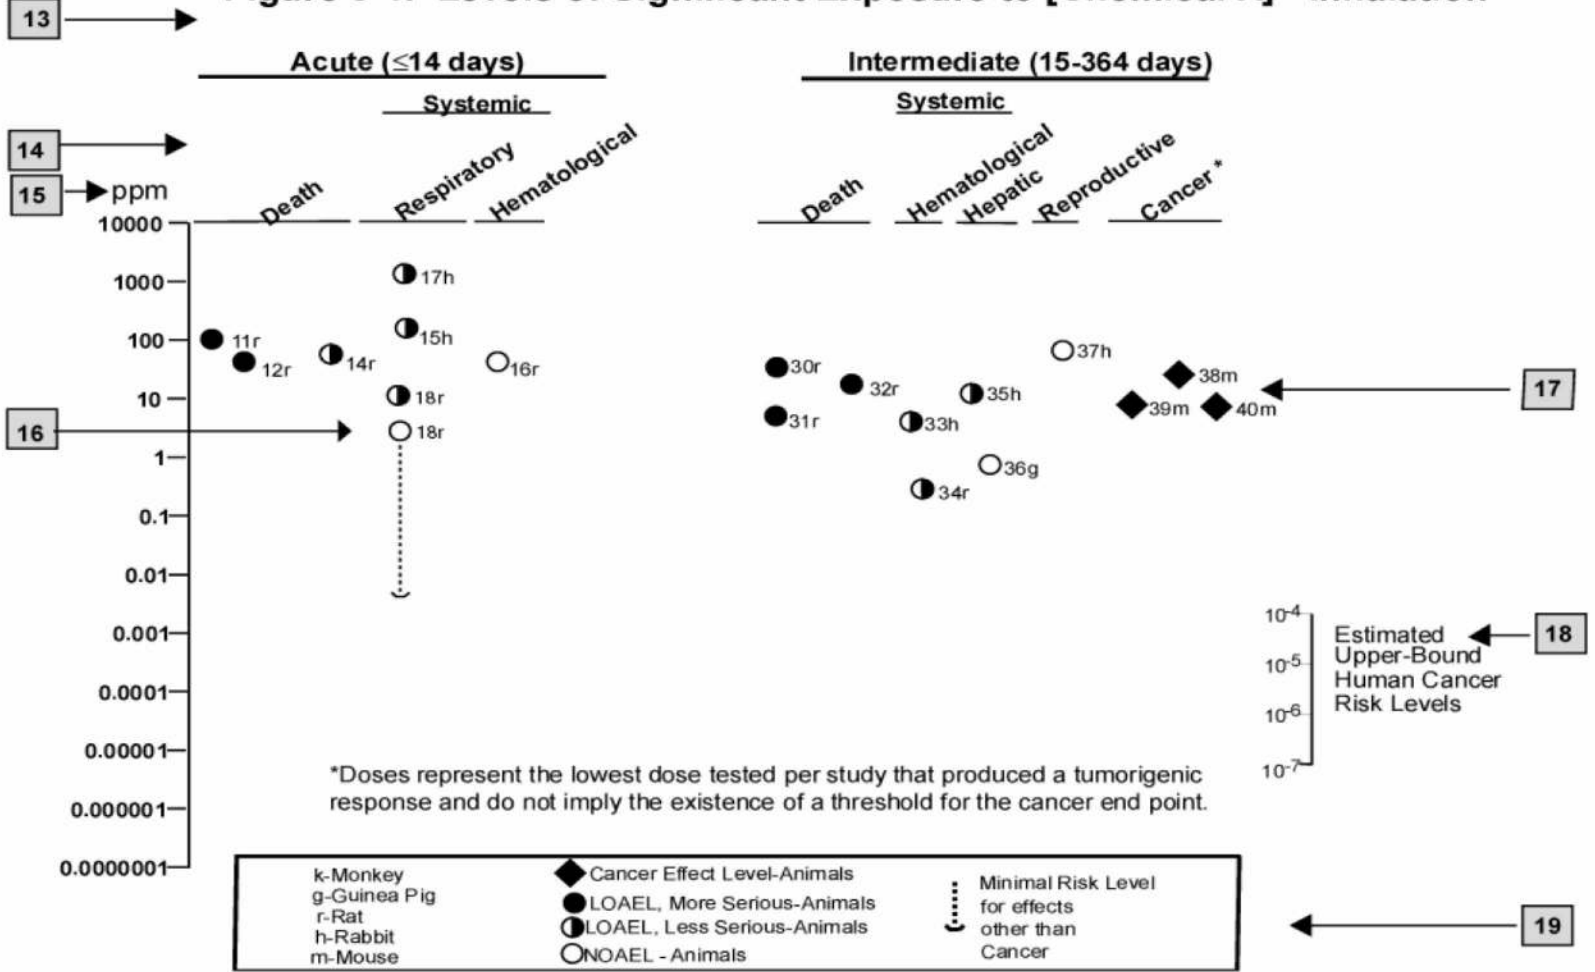 13
Acute (≤14 days)
Intermediate (15-364 days)
Systemic
Systemic
14
15
ppm
Death
Respiratory
Hematological
Death
Hematological
Hepatic
Reproductive
Cancer*
10000
1000
100
10
1
0.1
0.01
0.001
0.0001
0.00001
0.000001
0.0000001
17h
11r
12r
14r
15h
16r
18r
18r
16
30r
31r
32r
33h
34r
35h
36g
37h
38m
39m
40m
17
10-4
10-5
10-6
10-7
Estimated
Upper-Bound
Human Cancer
Risk Levels
18
*Doses represent the lowest dose tested per study that produced a tumorigenic
response and do not imply the existence of a threshold for the cancer end point.
k-Monkey
g-Guinea Pig
r-Rat
h-Rabbit
m-Mouse
Cancer Effect Level-Animals
LOAEL, More Serious-Animals
LOAEL, Less Serious-Animals
NOAEL - Animals
Minimal Risk Level
for effects
other than
Cancer
19